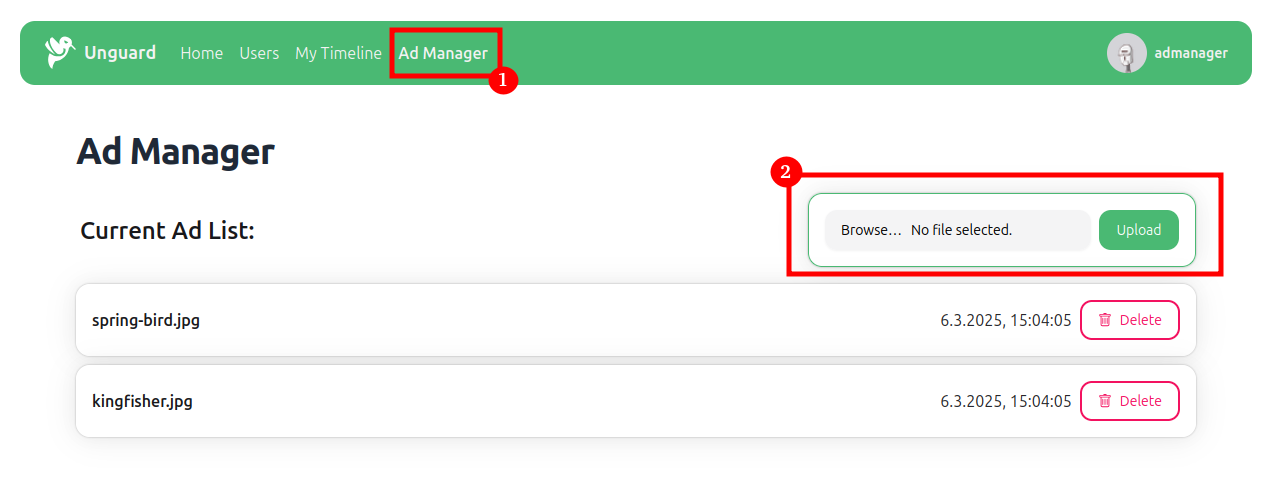 Unguard Home Users My Timeline Ad Manager admanager
1
Ad Manager
2
Current Ad List:
Browse... No file selected. Upload
spring-bird.jpg 6.3.2025, 15:04:05 Delete
kingfisher.jpg 6.3.2025, 15:04:05 Delete